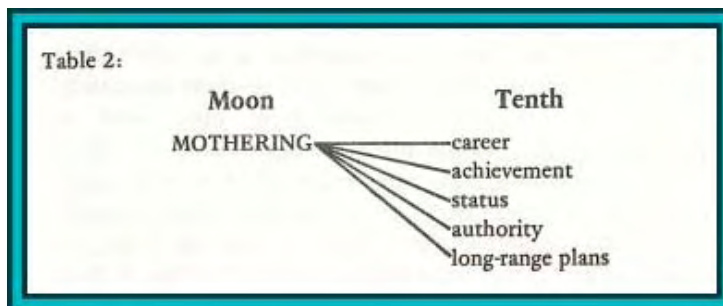 Table 2:
Moon Tenth
MOTHERING career
achievement
status
authority
long-range plans